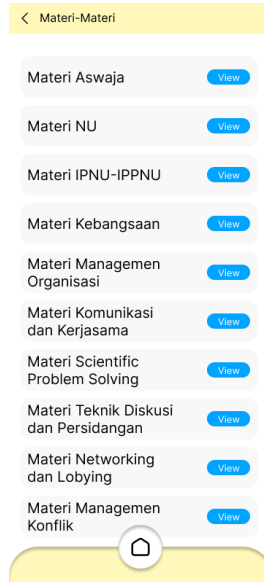 Materi-Materi
Materi Aswaja
View
Materi NU
View
Materi IPNU-IPPNU
View
Materi Kebangsaan
View
Materi Managemen
Organisasi
View
Materi Komunikasi
dan Kerjasama
View
Materi Scientific
Problem Solving
View
Materi Teknik Diskusi
dan Persidangan
View
Materi Networking
dan Lobying
View
Materi Managemen
Konflik
View